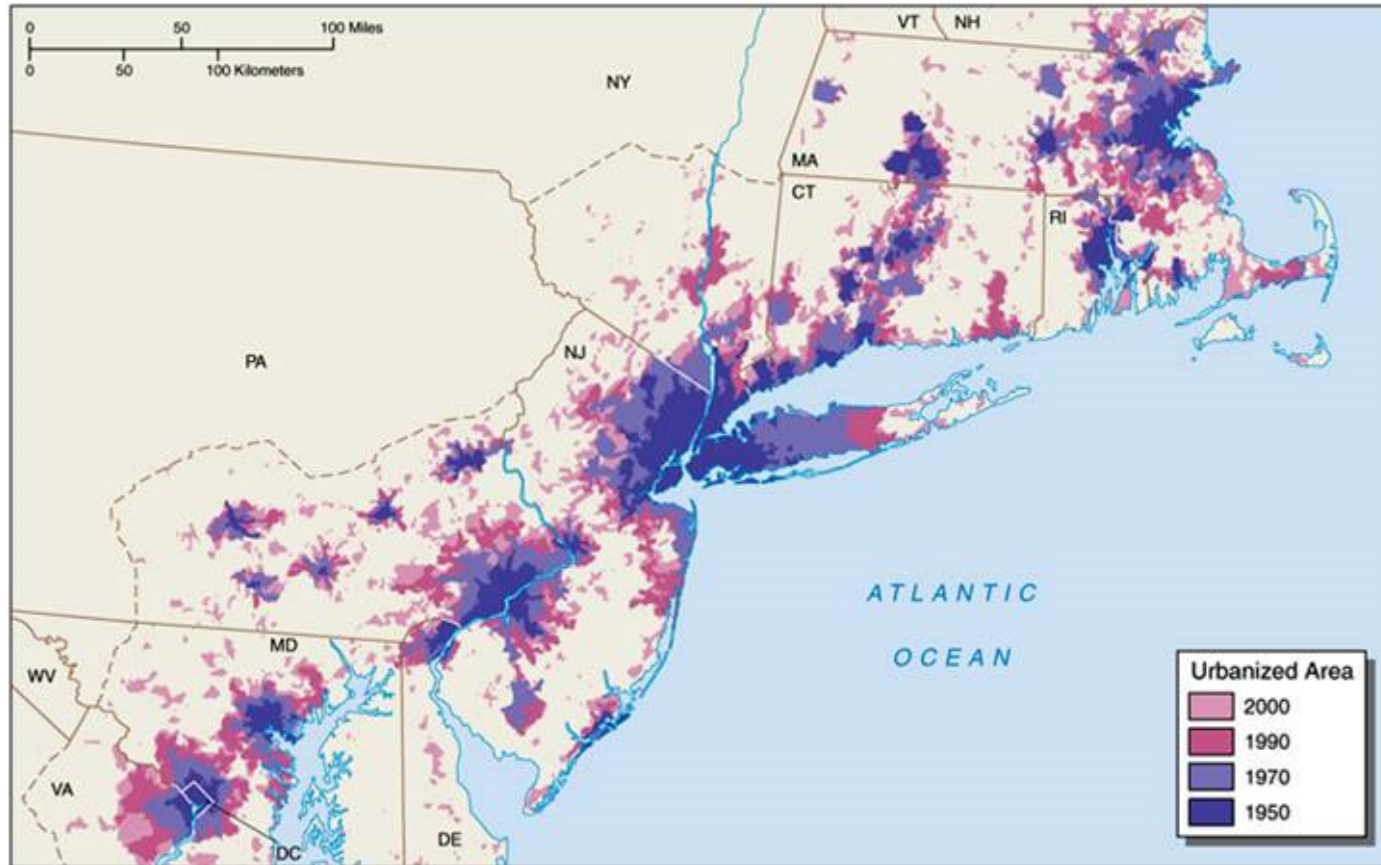 0 50 100 Miles
0 50 100 Kilometers
VT NH
NY
MA
CT
RI
PA
NJ
ATLANTIC
OCEAN
MD
WV
VA
DE
DC
Urbanized Area
2000
1990
1970
1950